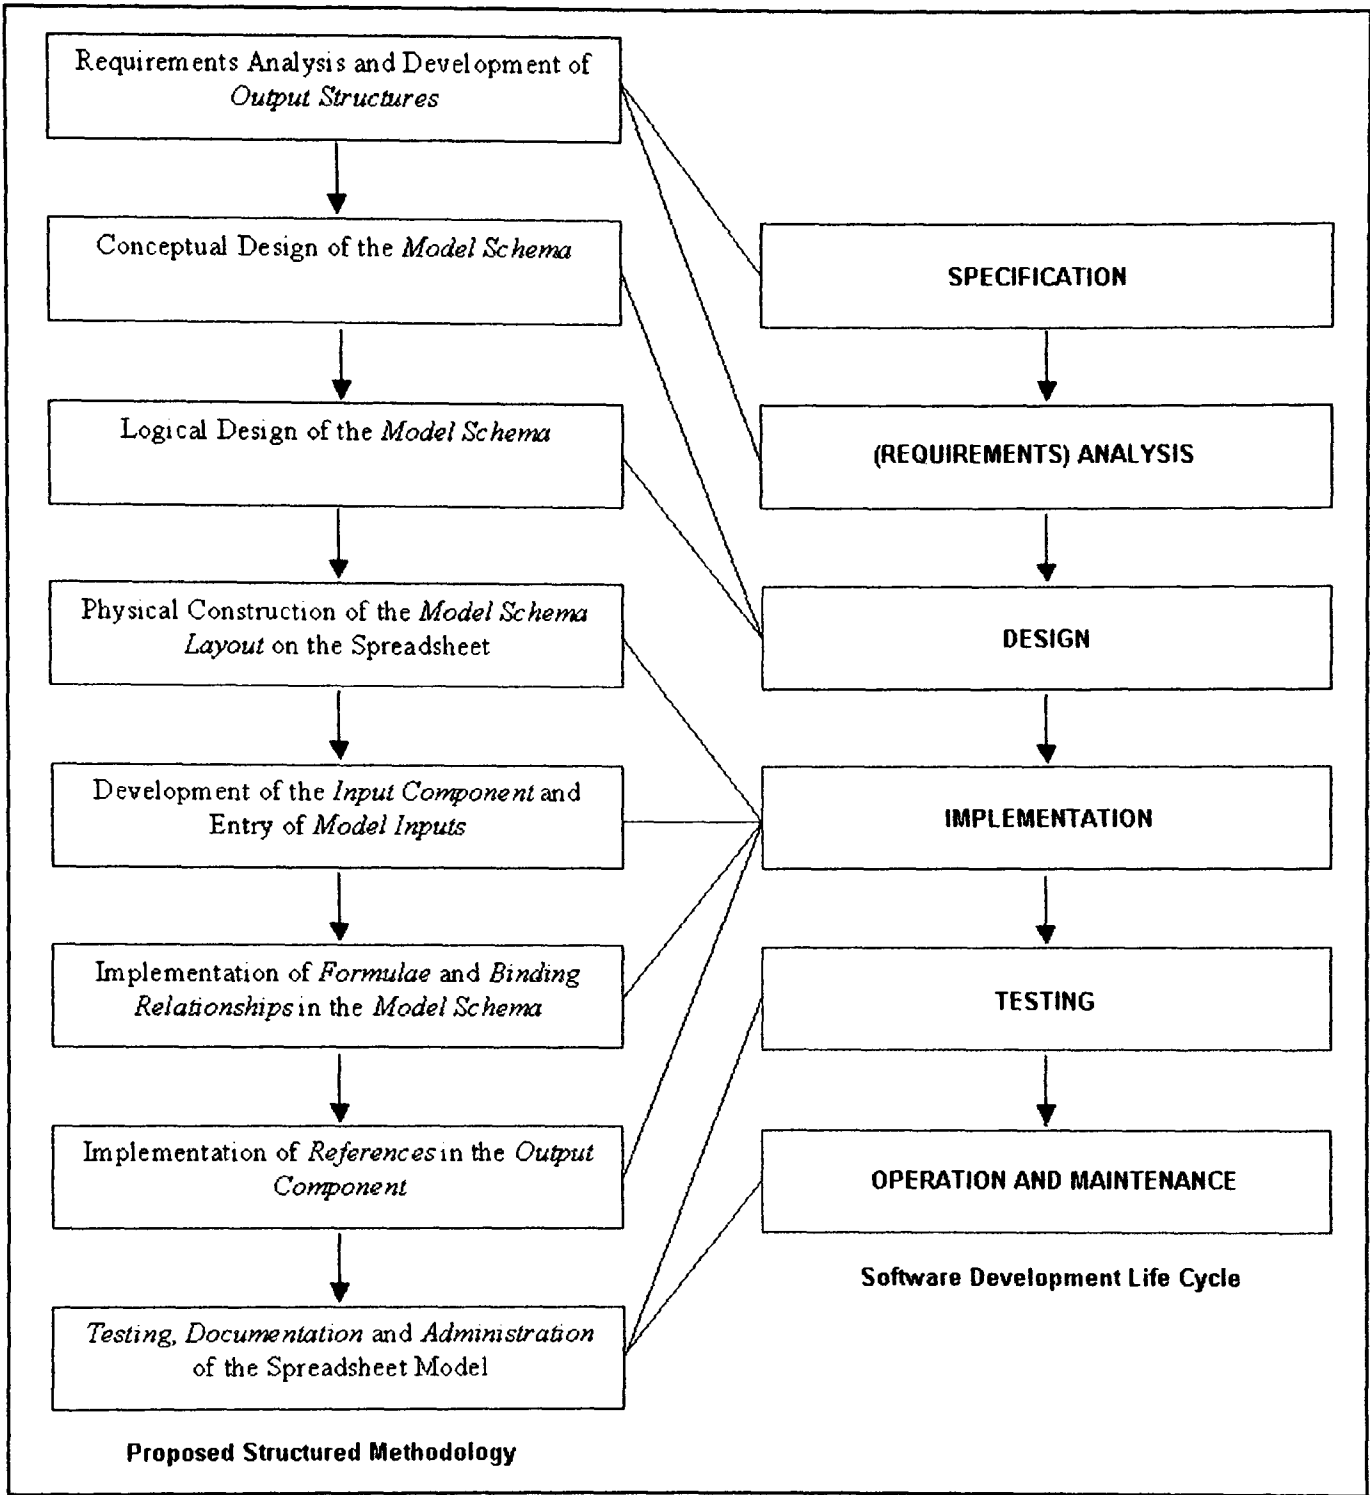 Requirements Analysis and Development of
Output Structures
Conceptual Design of the Model Schema
Logical Design of the Model Schema
Physical Construction of the Model Schema
Layout on the Spreadsheet
Development of the Input Component and
Entry of Model Inputs
Implementation of Formulae and Binding
Relationships in the Model Schema
Implementation of References in the Output
Component
Testing, Documentation and Administration
of the Spreadsheet Model
Proposed Structured Methodology
SPECIFICATION
(REQUIREMENTS) ANALYSIS
DESIGN
IMPLEMENTATION
TESTING
OPERATION AND MAINTENANCE
Software Development Life Cycle